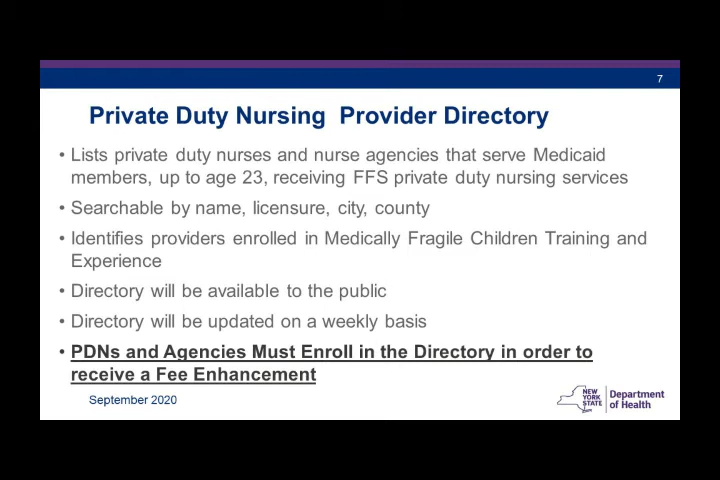 7
Private Duty Nursing Provider Directory
• Lists private duty nurses and nurse agencies that serve Medicaid
members, up to age 23, receiving FFS private duty nursing services
• Searchable by name, licensure, city, county
• Identifies providers enrolled in Medically Fragile Children Training and
Experience
• Directory will be available to the public
• Directory will be updated on a weekly basis
• PDNs and Agencies Must Enroll in the Directory in order to
receive a Fee Enhancement
September 2020
NEW
YORK
STATE
Department
of Health